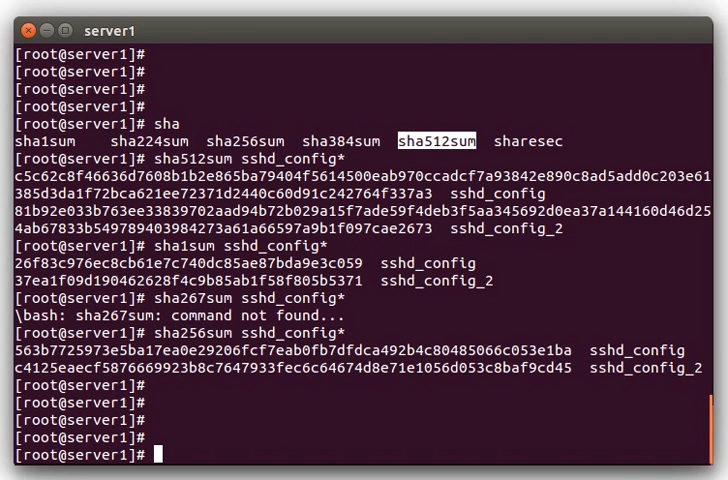 server1
[root@server1]#
[root@server1]#
[root@server1]#
[root@server1]#
[root@server1]# sha
sha1sum    sha224sum  sha256sum  sha384sum  sha512sum  sharesec
[root@server1]# sha512sum sshd_config*
c5c62c8f46636d7608b1b2e865ba79404f5614500eab970ccadcf7a93842e890c8ad5add0c203e61
385d3da1f72bca621ee72371d2440c60d91c242764f337a3  sshd_config
81b92e033b763ee33839702aad94b72b029a15f7ade59f4deb3f5aa345692d0ea37a144160d46d25
4ab67833b549789403984273a61a66597a9b1f097cae2673  sshd_config_2
[root@server1]# sha1sum sshd_config*
26f83c976ec8cb61e7c740dc85ae87bda9e3c059  sshd_config
37ea1f09d190462628f4c9b85ab1f58f805b5371  sshd_config_2
[root@server1]# sha267sum sshd_config*
\bash: sha267sum: command not found...
[root@server1]# sha256sum sshd_config*
563b7725973e5ba17ea0e29206fcf7eab0fb7dfdca492b4c80485066c053e1ba  sshd_config
c4125eaecf5876669923b8c7647933fec6c64674d8e71e1056d053c8baf9cd45  sshd_config_2
[root@server1]#
[root@server1]#
[root@server1]#
[root@server1]#
[root@server1]#